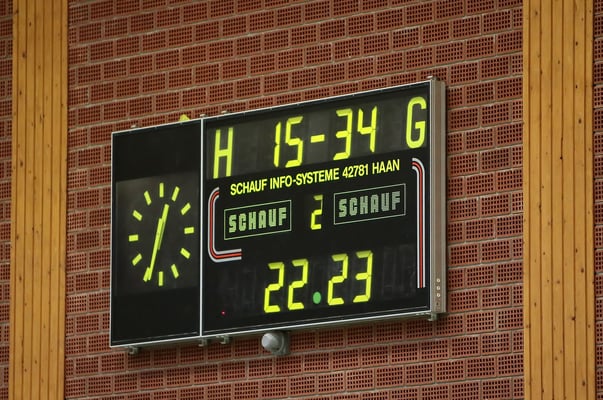 H 15-34 G
SCHAUF INFO-SYSTEME 42781 HAAN
SCHAUF 2 SCHAUF
22.23